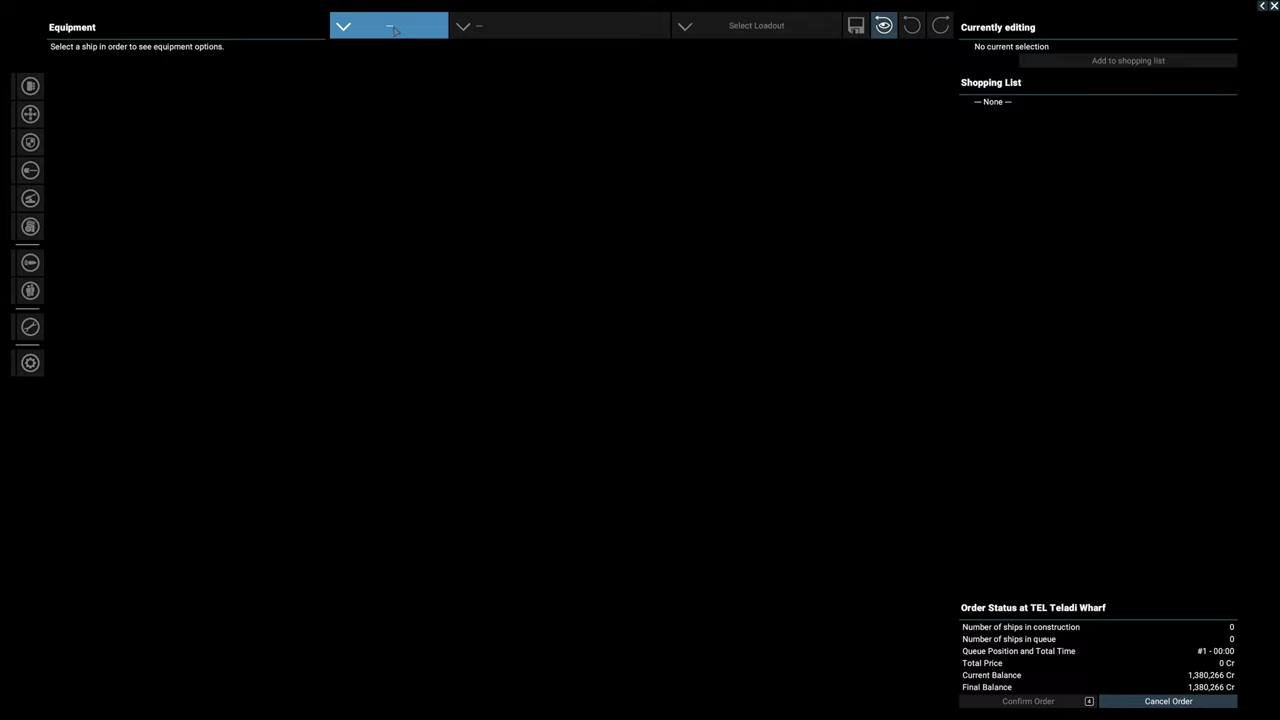 Equipment
Select a ship in order to see equipment options.
—
—
Select Loadout
Currently editing
No current selection
Add to shopping list
Shopping List
— None —
Order Status at TEL Teladi Wharf
Number of ships in construction 0
Number of ships in queue 0
Queue Position and Total Time #1 - 00:00
Total Price 0 Cr
Current Balance 1,380,266 Cr
Final Balance 1,380,266 Cr
Confirm Order 4 Cancel Order